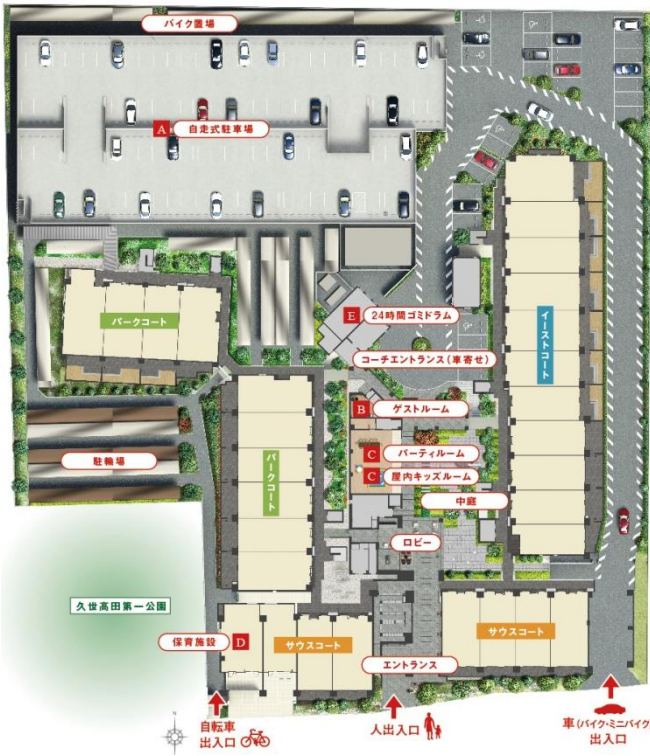 バイク置場
A 自走式駐車場
パークコート
E 24時間ゴミドラム
コーチエントランス(車寄せ)
イーストコート
B ゲストルーム
C パーティルーム
C 屋内キッズルーム
駐輪場
パークコート
中庭
ロビー
久世高田第一公園
保育施設 D
サウスコート
サウスコート
エントランス
自転車
出入口
人出入口
車(バイク・ミニバイク)
出入口